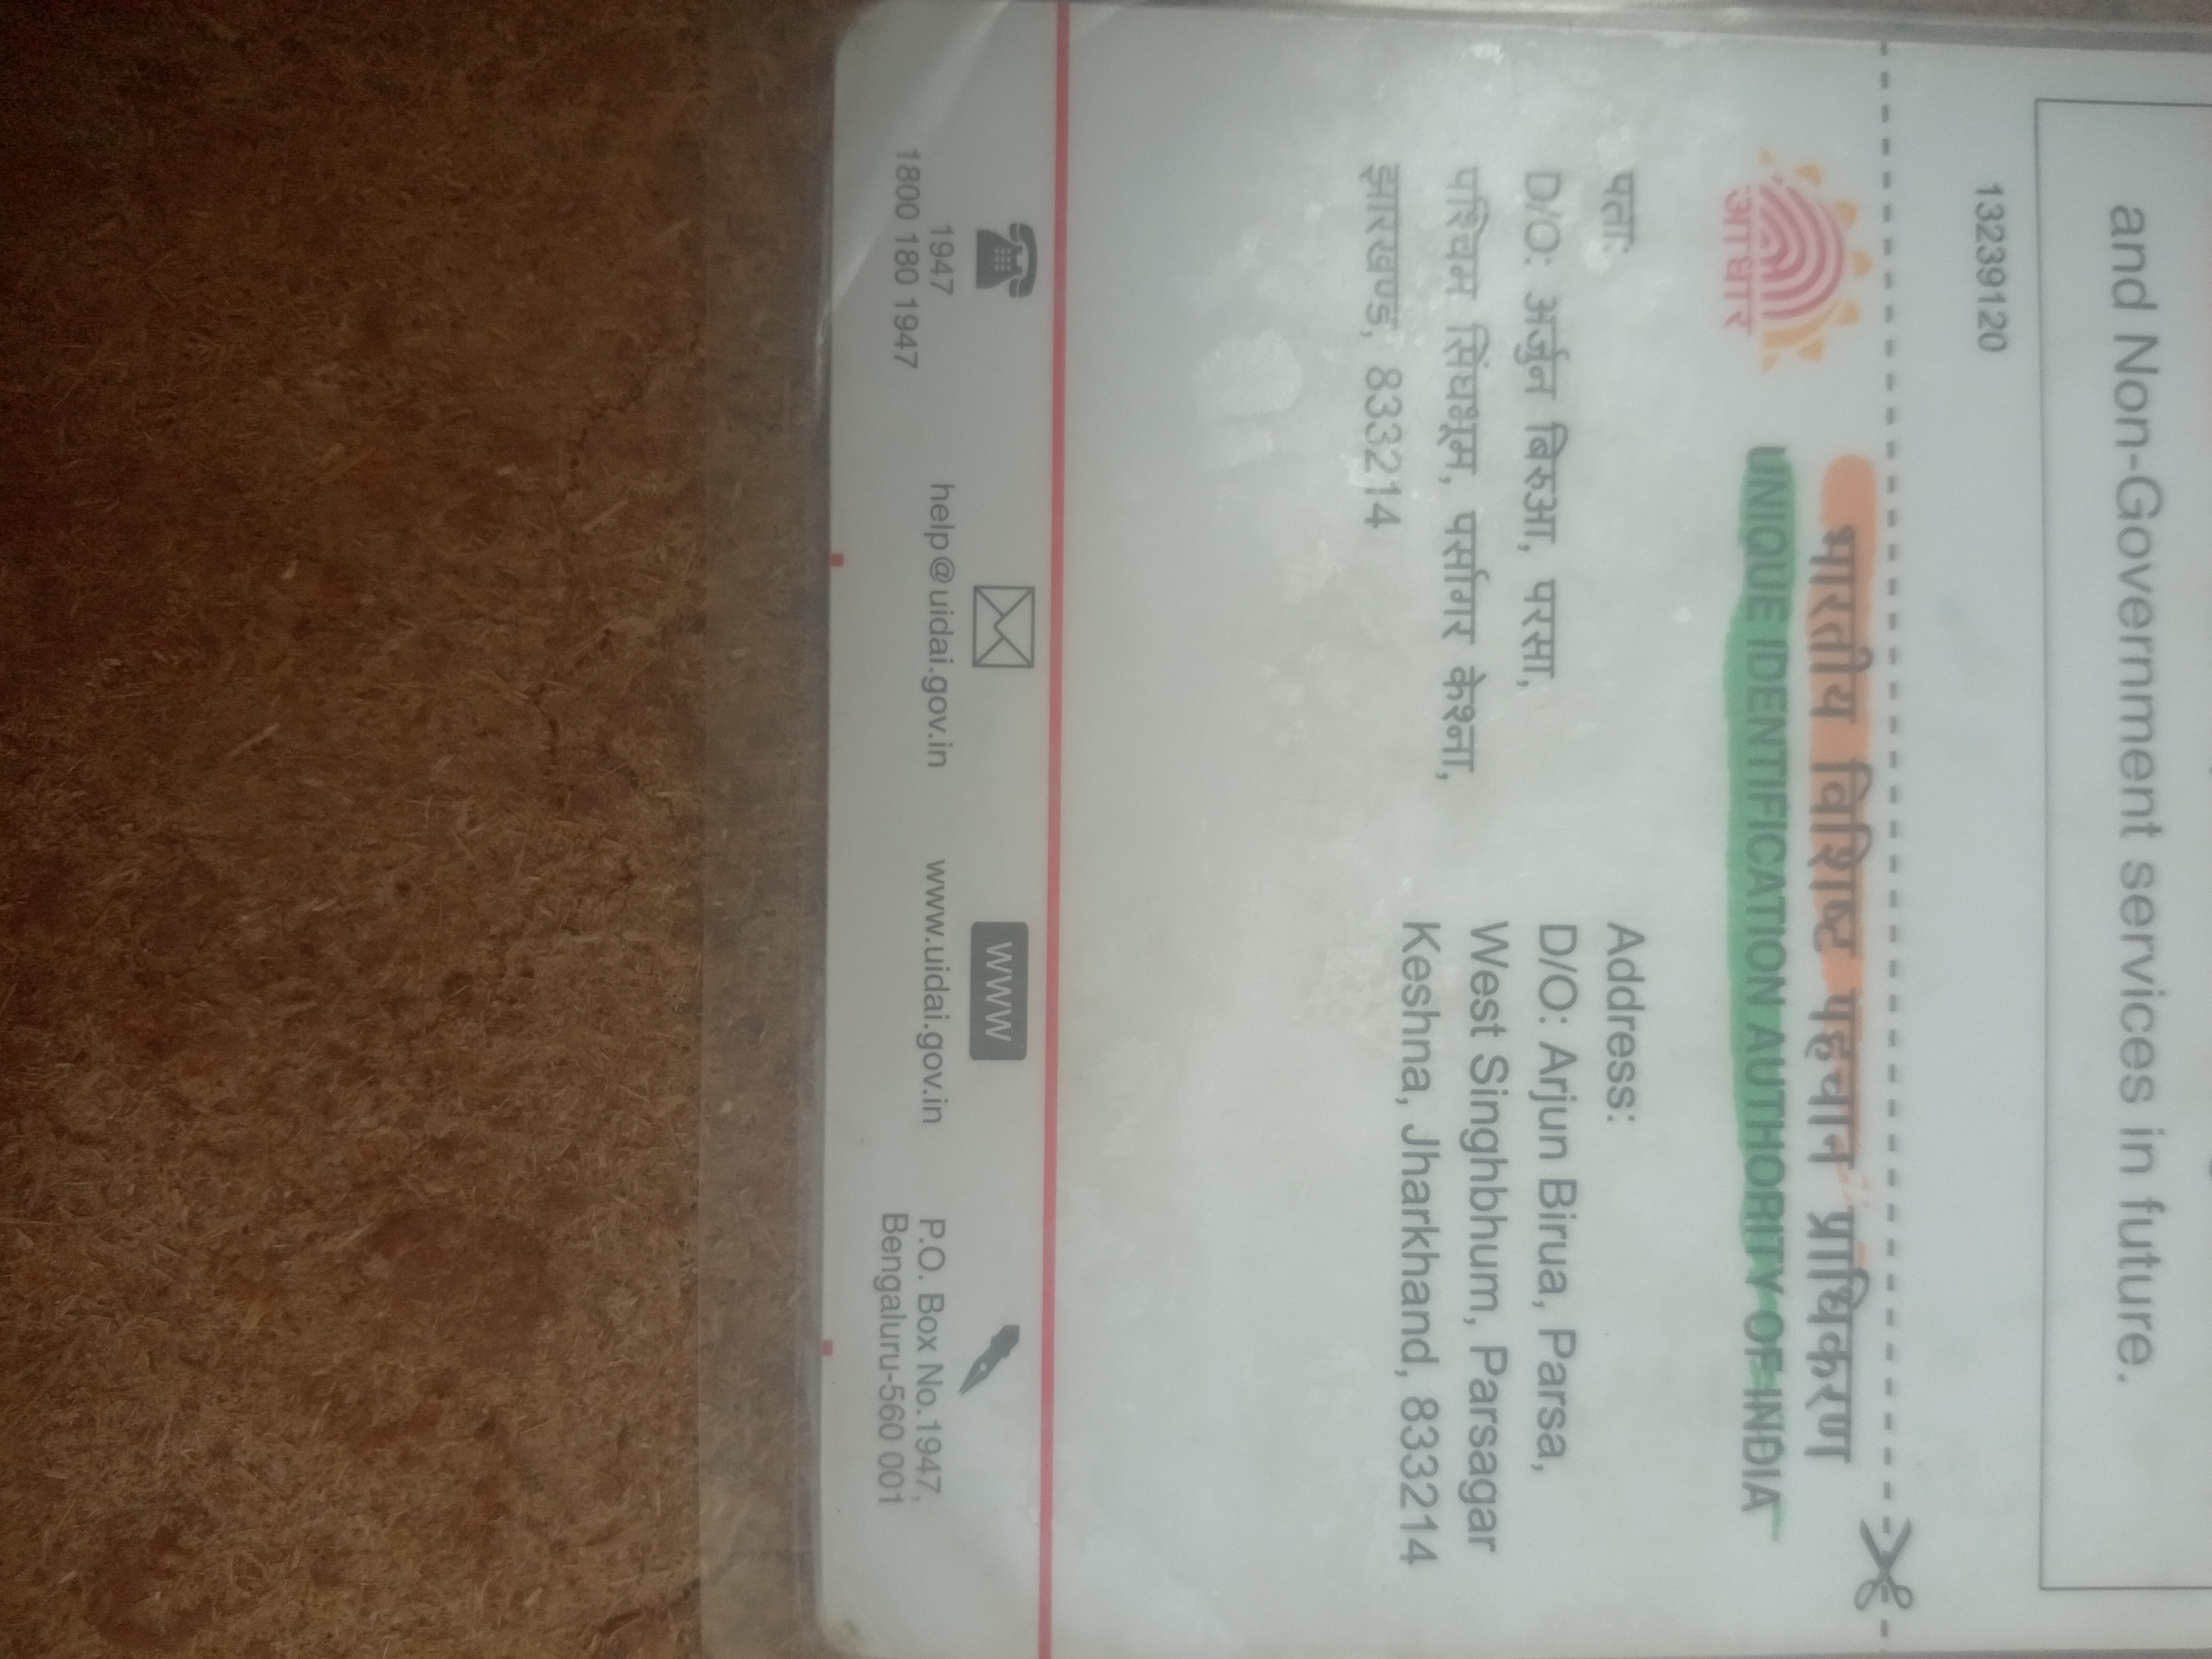 and Non-Government services in future.
13239120
भारतीय विशिष्ट पहचान प्राधिकरण
UNIQUE IDENTIFICATION AUTHORITY OF INDIA
आधार
पता:
D/O: अर्जुन बिरुआ, परसा,
पश्चिम सिंघभूम, पर्सागर केश्ना,
झारखण्ड, 833214
Address:
D/O: Arjun Birua, Parsa,
West Singhbhum, Parsagar
Keshna, Jharkhand, 833214
1947
1800 180 1947
help@uidai.gov.in
WWW
www.uidai.gov.in
P.O. Box No.1947,
Bengaluru-560 001